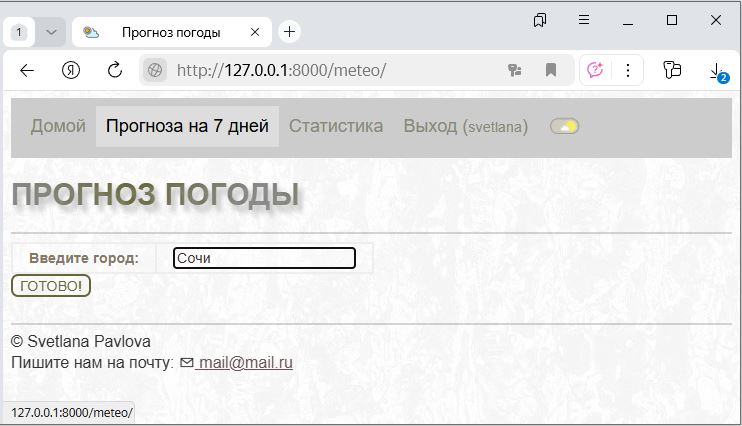 1
Прогноз погоды
Я
http://127.0.0.1:8000/meteo/
2
Домой Прогноза на 7 дней Статистика Выход (svetlana)
ПРОГНОЗ ПОГОДЫ
Введите город: Сочи
ГОТОВО!
© Svetlana Pavlova
Пишите нам на почту: mail@mail.ru
127.0.0.1:8000/meteo/